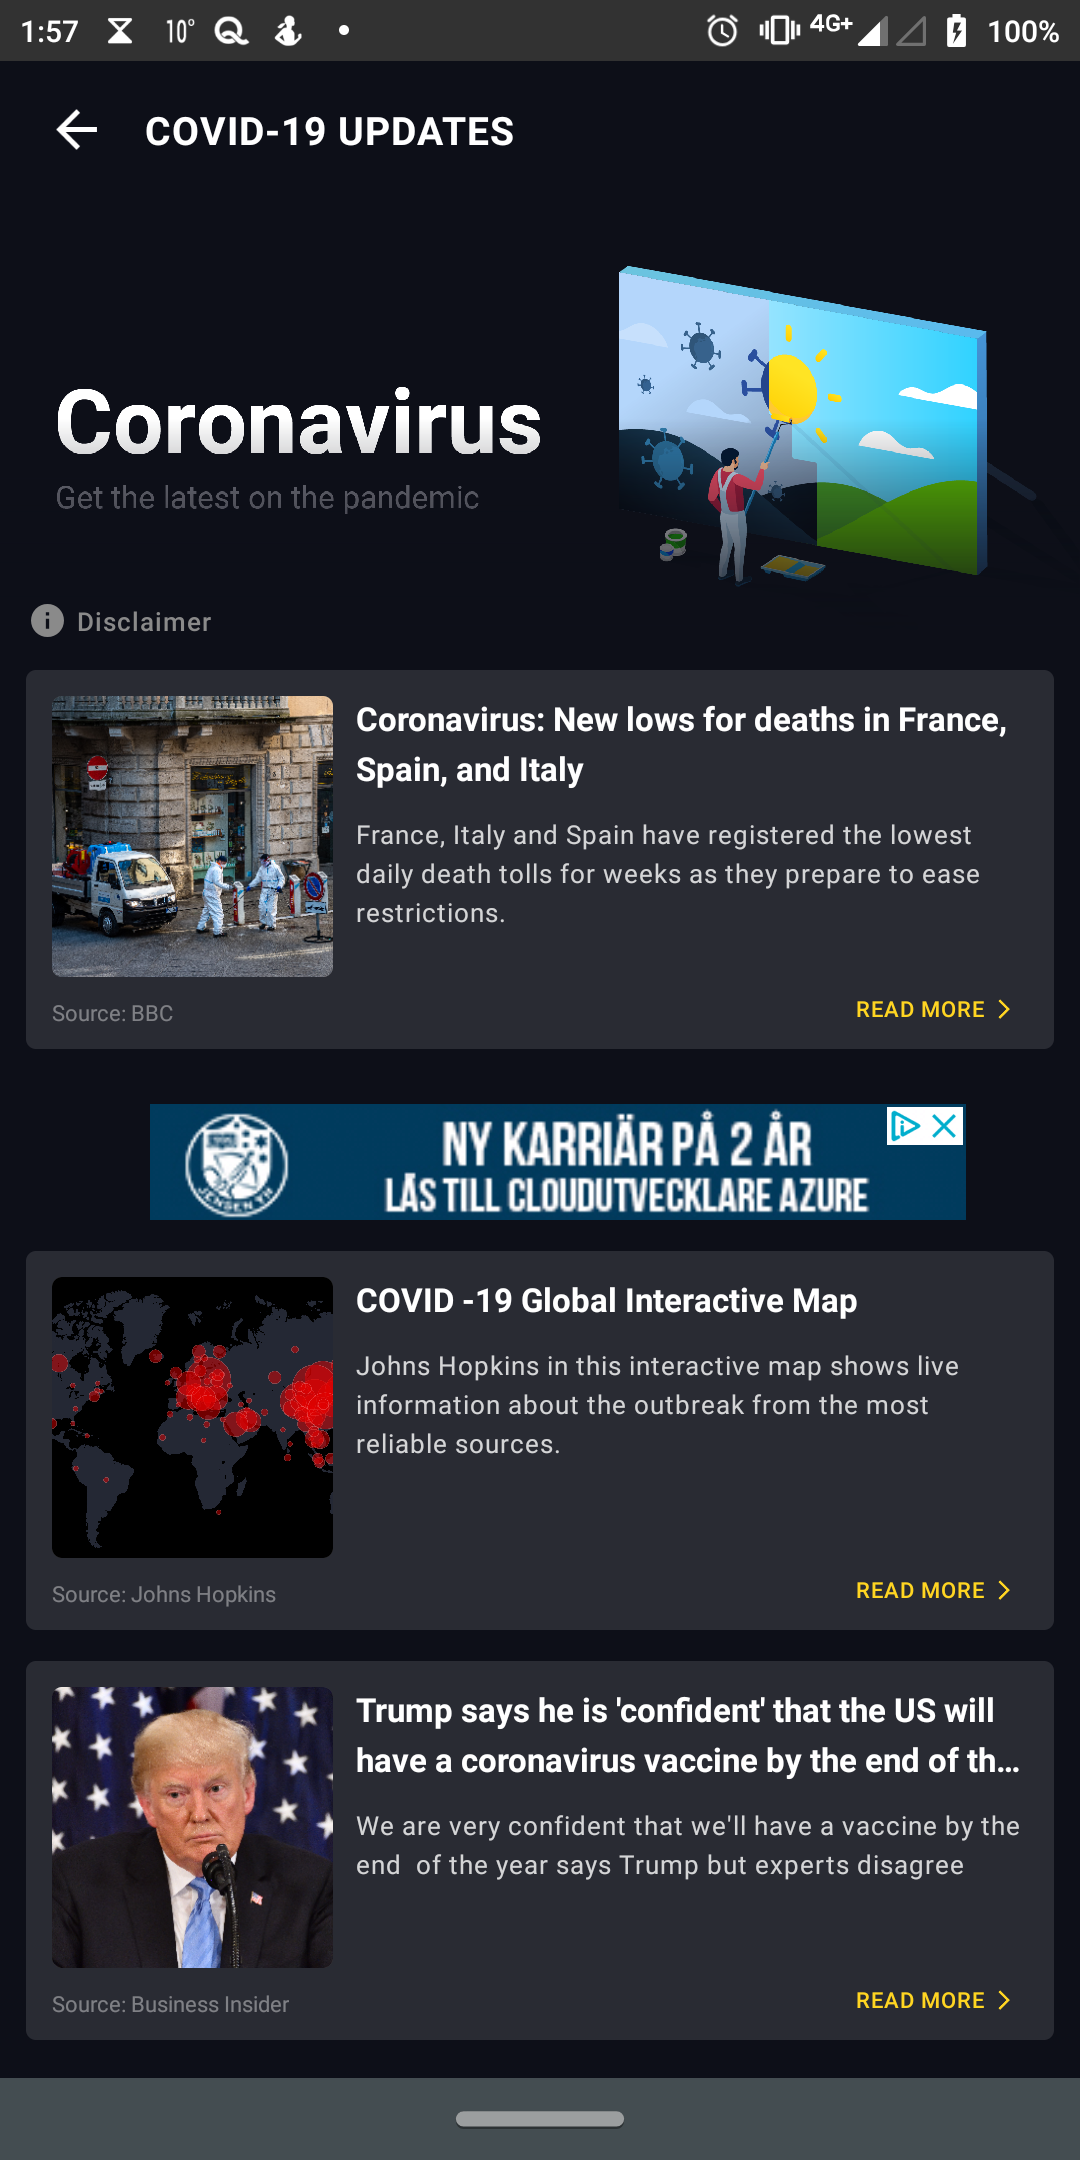 1:57 10° 4G+ 100%
COVID-19 UPDATES
Coronavirus
Get the latest on the pandemic
Disclaimer
Coronavirus: New lows for deaths in France,
Spain, and Italy
France, Italy and Spain have registered the lowest
daily death tolls for weeks as they prepare to ease
restrictions.
Source: BBC
READ MORE
NY KARRIÄR PÅ 2 ÅR
LÄS TILL CLOUDUTVECKLARE AZURE
JENSEN YH
COVID -19 Global Interactive Map
Johns Hopkins in this interactive map shows live
information about the outbreak from the most
reliable sources.
Source: Johns Hopkins
READ MORE
Trump says he is 'confident' that the US will
have a coronavirus vaccine by the end of th...
We are very confident that we'll have a vaccine by the
end  of the year says Trump but experts disagree
Source: Business Insider
READ MORE